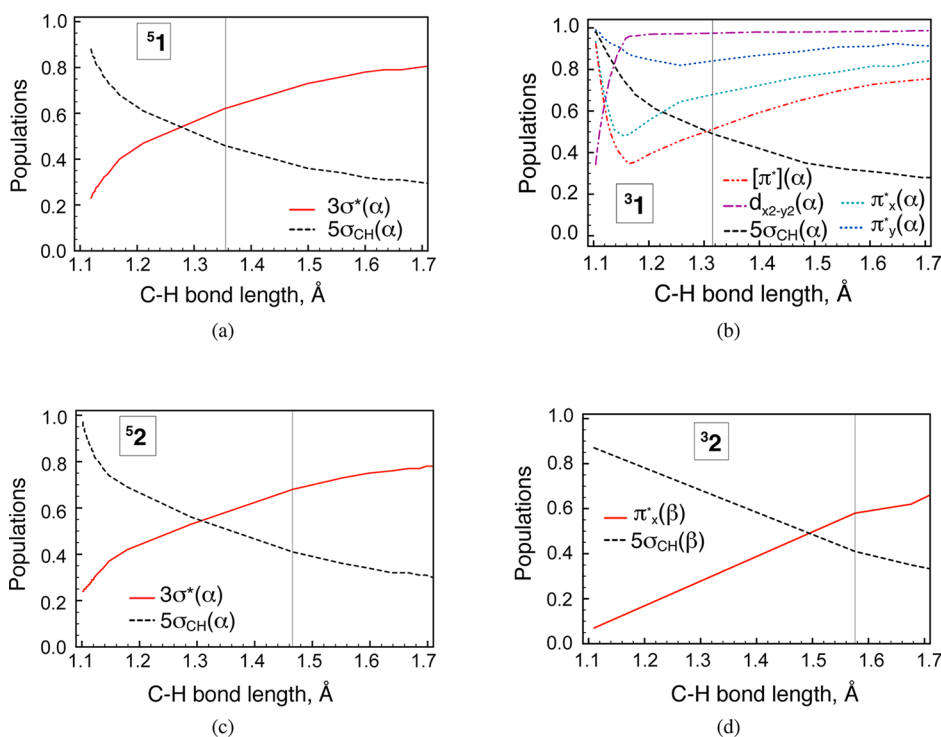 1.0
0.8
0.6
0.4
0.2
0.0
Populations
⁵1
3σ*(α)
5σCH(α)
1.1 1.2 1.3 1.4 1.5 1.6 1.7
C-H bond length, Å
(a)
1.0
0.8
0.6
0.4
0.2
0.0
Populations
³1
[π*](α)
dx2-y2(α)
5σCH(α)
π*x(α)
π*y(α)
1.1 1.2 1.3 1.4 1.5 1.6 1.7
C-H bond length, Å
(b)
1.0
0.8
0.6
0.4
0.2
0.0
Populations
⁵2
3σ*(α)
5σCH(α)
1.1 1.2 1.3 1.4 1.5 1.6 1.7
C-H bond length, Å
(c)
1.0
0.8
0.6
0.4
0.2
0.0
Populations
³2
π*x(β)
5σCH(β)
1.1 1.2 1.3 1.4 1.5 1.6 1.7
C-H bond length, Å
(d)